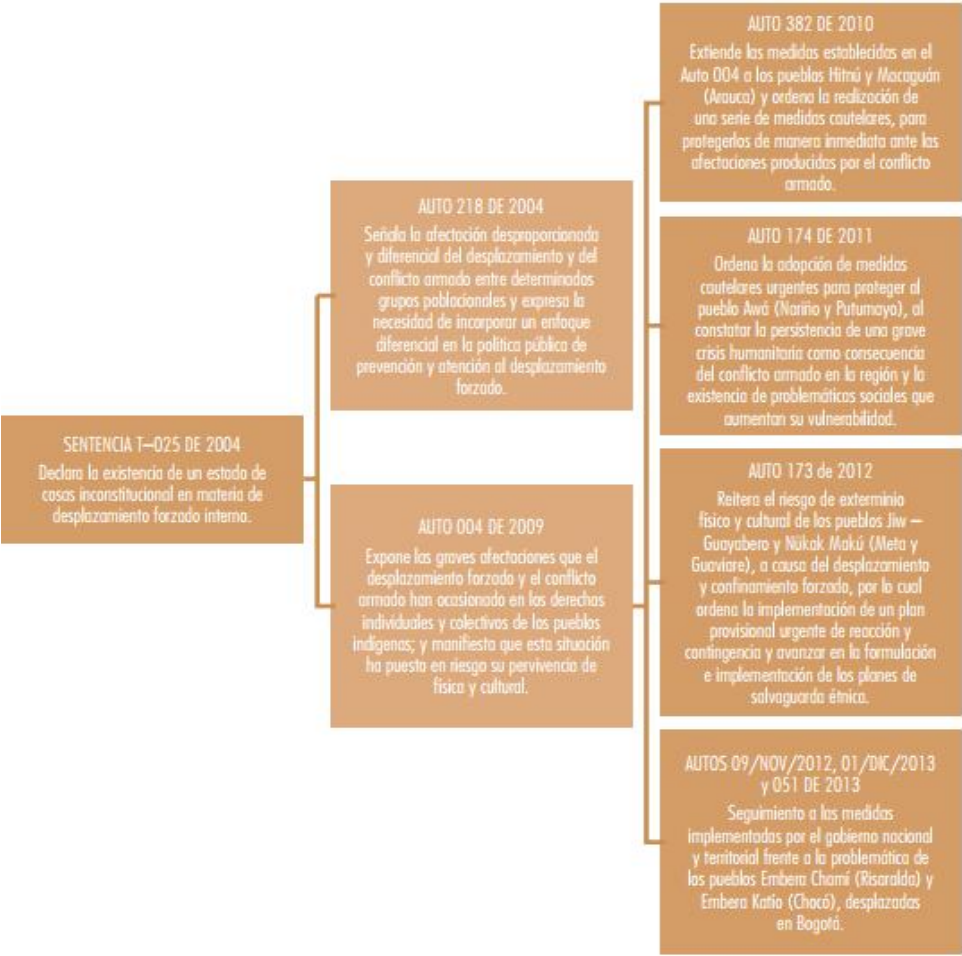 SENTENCIA T–025 DE 2004
Declara la existencia de un estado de
cosas inconstitucional en materia de
desplazamiento forzado interno.
AUTO 218 DE 2004
Señala la afectación desproporcionada
y diferencial del desplazamiento y del
conflicto armado entre determinados
grupos poblacionales y expresa la
necesidad de incorporar un enfoque
diferencial en la política pública de
prevención y atención al desplazamiento
forzado.
AUTO 004 DE 2009
Expone las graves afectaciones que el
desplazamiento forzado y el conflicto
armado han ocasionado en los derechos
individuales y colectivos de los pueblos
indígenas; y manifiesta que esta situación
ha puesto en riesgo su pervivencia de
física y cultural.
AUTO 382 DE 2010
Extiende las medidas establecidas en el
Auto 004 a los pueblos Hitnú y Macaguán
(Arauca) y ordena la realización de
una serie de medidas cautelares, para
protegerlos de manera inmediata ante las
afectaciones producidas por el conflicto
armado.
AUTO 174 DE 2011
Ordena la adopción de medidas
cautelares urgentes para proteger al
pueblo Awá (Nariño y Putumayo), al
constatar la persistencia de una grave
crisis humanitaria como consecuencia
del conflicto armado en la región y la
existencia de problemáticas sociales que
aumentan su vulnerabilidad.
AUTO 173 de 2012
Reitera el riesgo de exterminio
físico y cultural de los pueblos Jiw –
Guayabero y Nükak Makú (Meta y
Guaviare), a causa del desplazamiento
y confinamiento forzado, por lo cual
ordena la implementación de un plan
provisional urgente de reacción y
contingencia y avanzar en la formulación
e implementación de los planes de
salvaguarda étnica.
AUTOS 09/NOV/2012, 01/DIC/2013
y 051 DE 2013
Seguimiento a las medidas
implementadas por el gobierno nacional
y territorial frente a la problemática de
los pueblos Embera Chamí (Risaralda) y
Embera Katio (Chocó), desplazadas
en Bogotá.